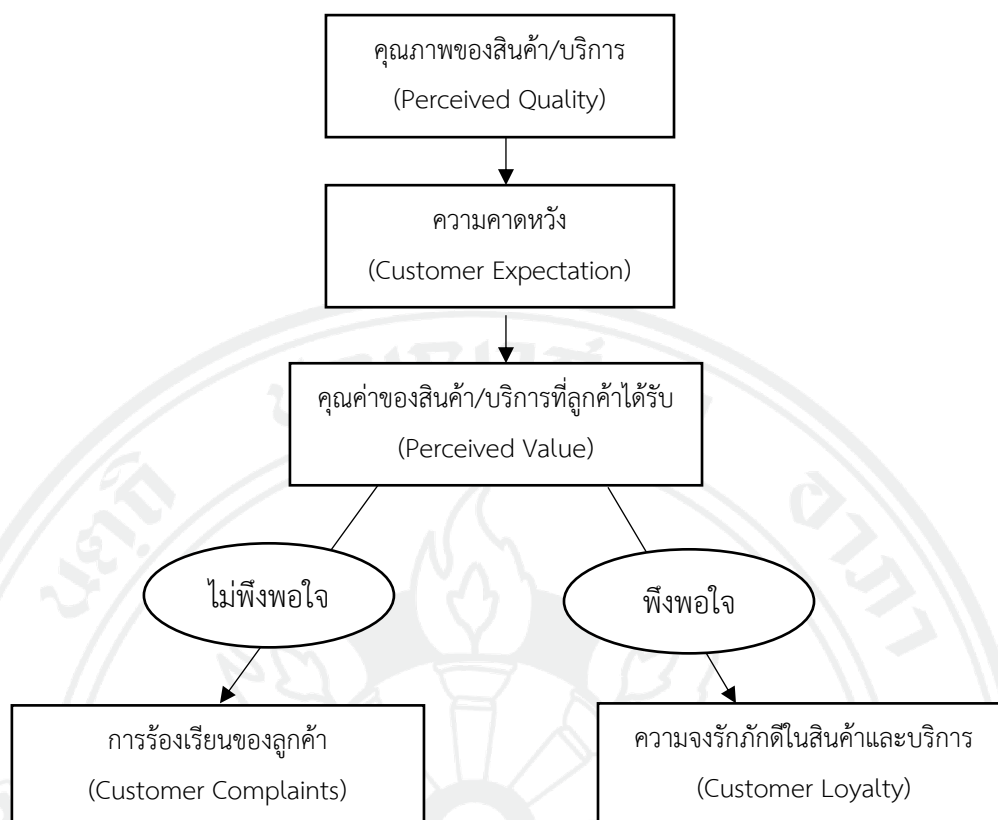 คุณภาพของสินค้า/บริการ
(Perceived Quality)
ความคาดหวัง
(Customer Expectation)
คุณค่าของสินค้า/บริการที่ลูกค้าได้รับ
(Perceived Value)
ไม่พึงพอใจ
พึงพอใจ
การร้องเรียนของลูกค้า
(Customer Complaints)
ความจงรักภักดีในสินค้าและบริการ
(Customer Loyalty)